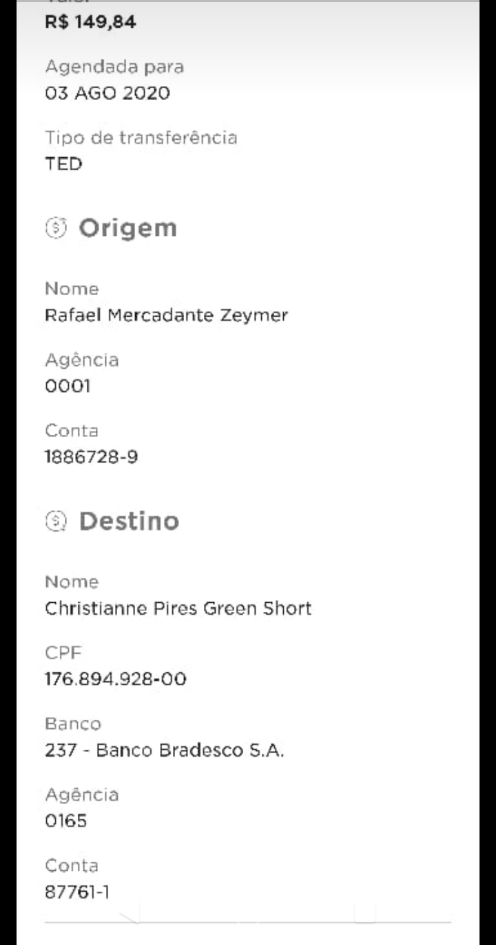 R$ 149,84
Agendada para
03 AGO 2020
Tipo de transferência
TED
Origem
Nome
Rafael Mercadante Zeymer
Agência
0001
Conta
1886728-9
Destino
Nome
Christianne Pires Green Short
CPF
176.894.928-00
Banco
237 - Banco Bradesco S.A.
Agência
0165
Conta
87761-1